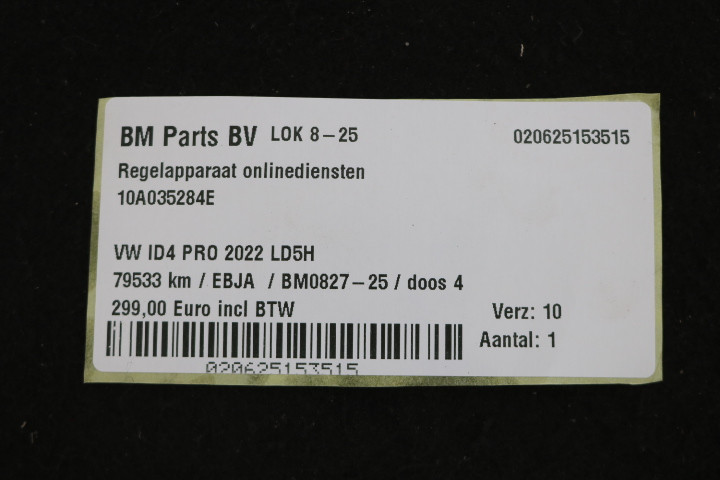 BM Parts BV LOK 8-25 020625153515
Regelapparaat onlinediensten
10A035284E
VW ID4 PRO 2022 LD5H
79533 km / EBJA / BM0827-25 / doos 4
299,00 Euro incl BTW Verz: 10
Aantal: 1
020625153515